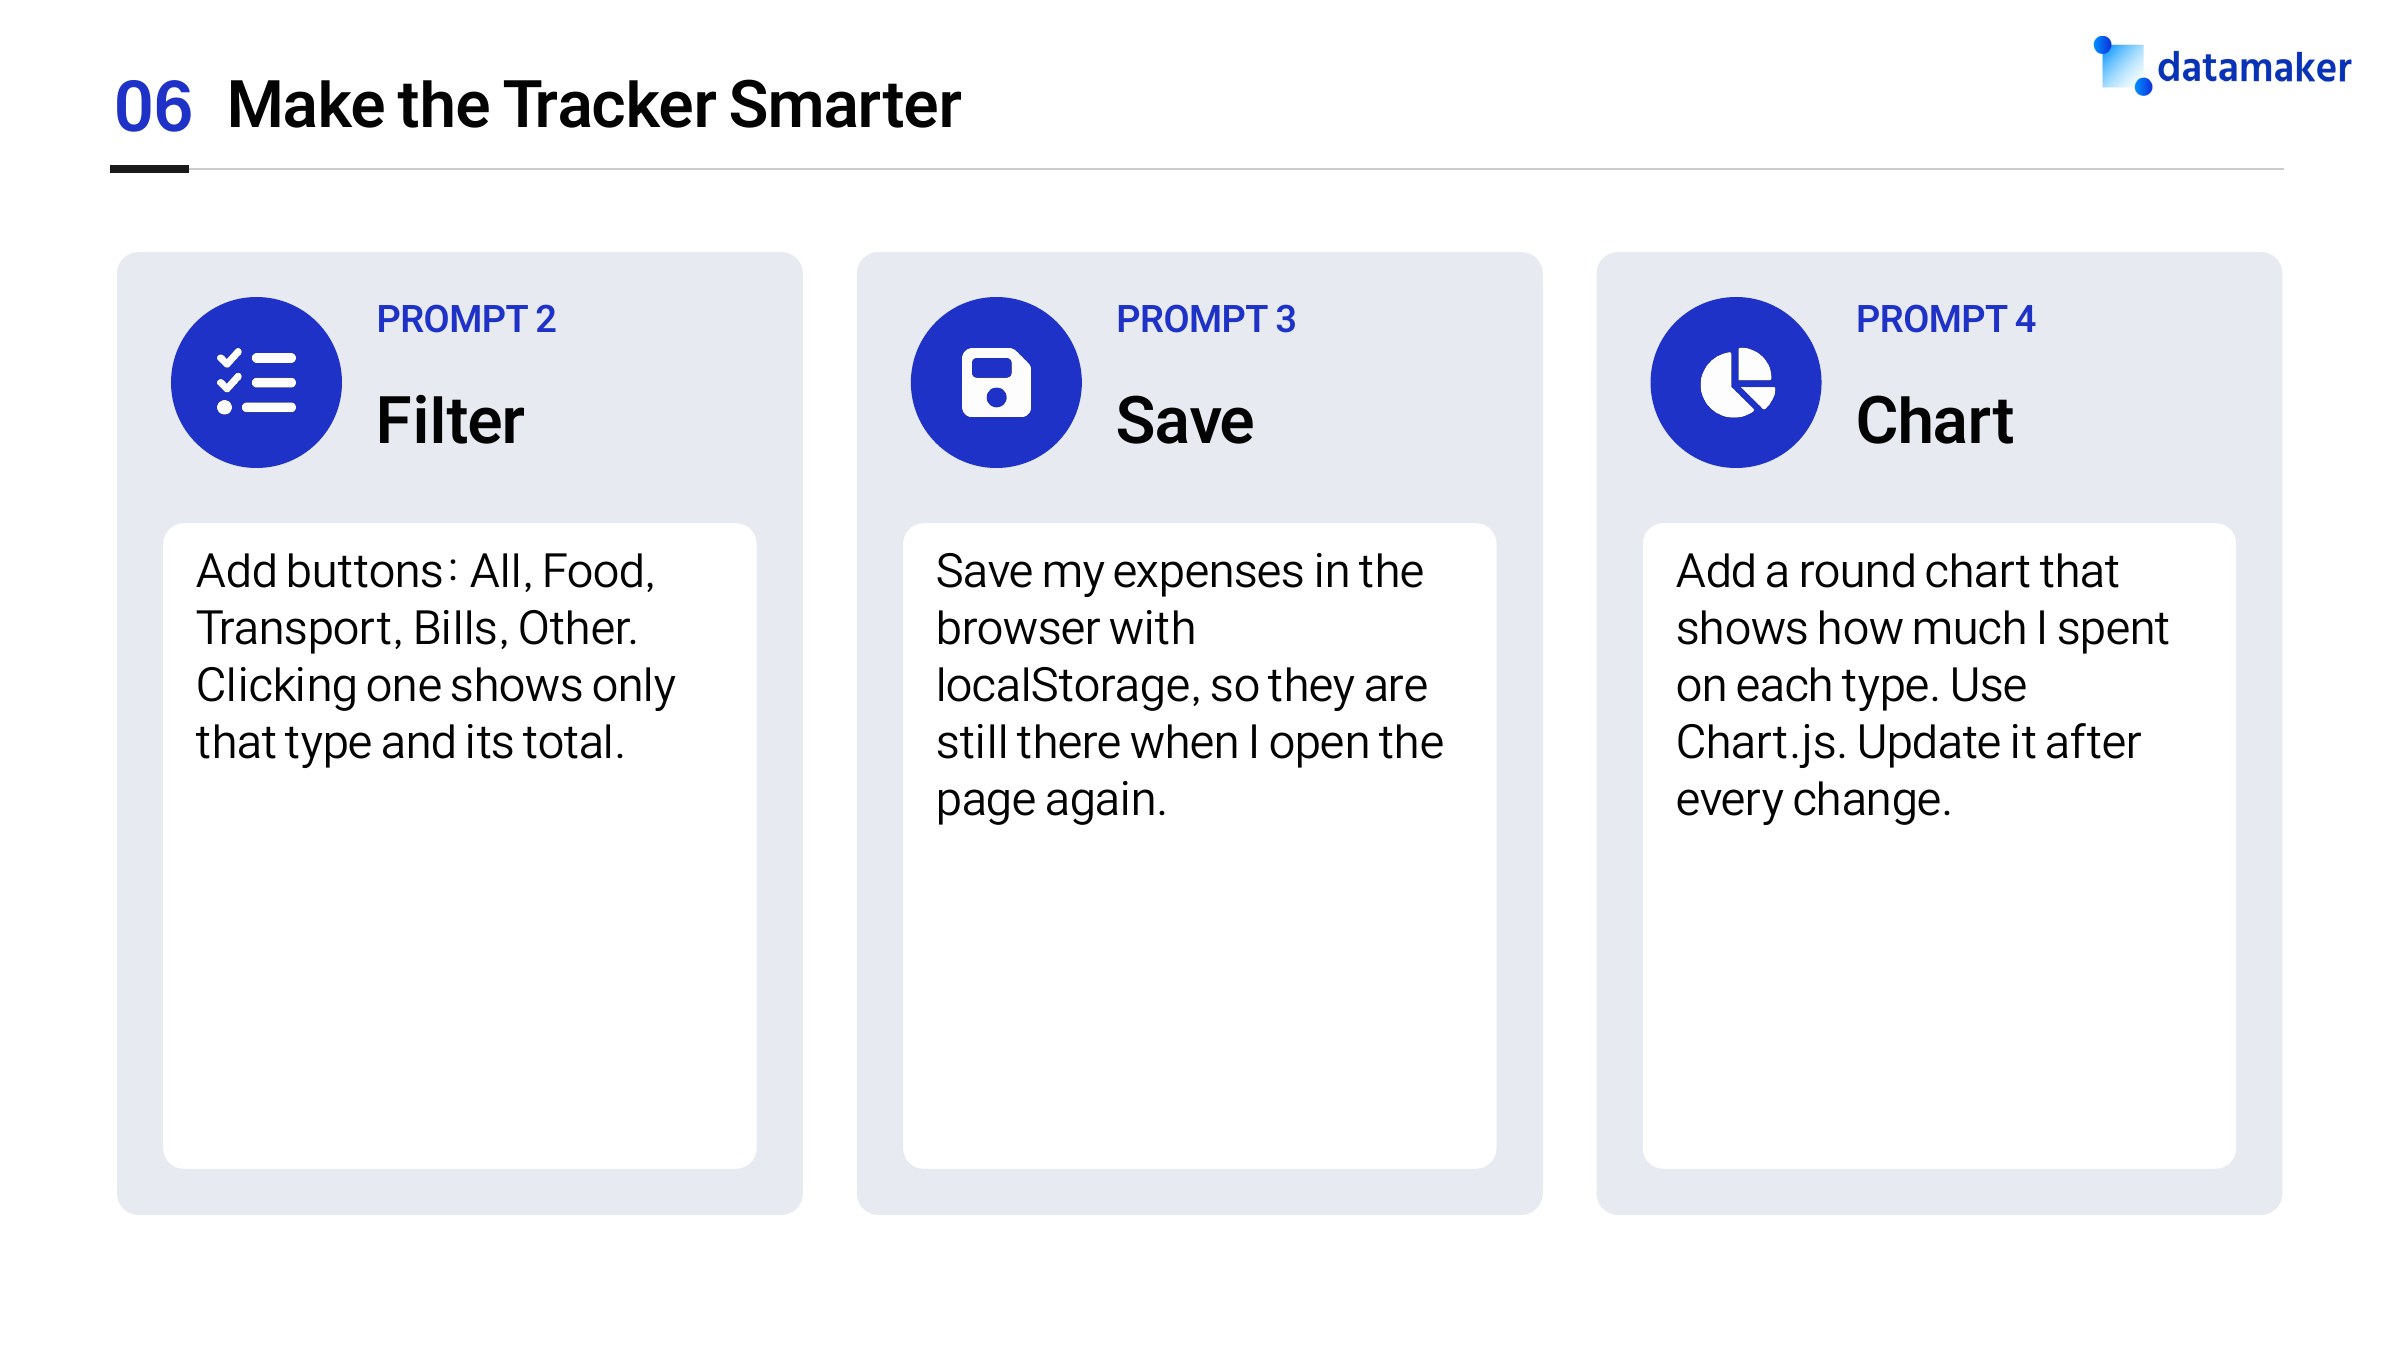 06 Make the Tracker Smarter
datamaker
PROMPT 2
Filter
Add buttons: All, Food,
Transport, Bills, Other.
Clicking one shows only
that type and its total.
PROMPT 3
Save
Save my expenses in the
browser with
localStorage, so they are
still there when I open the
page again.
PROMPT 4
Chart
Add a round chart that
shows how much I spent
on each type. Use
Chart.js. Update it after
every change.